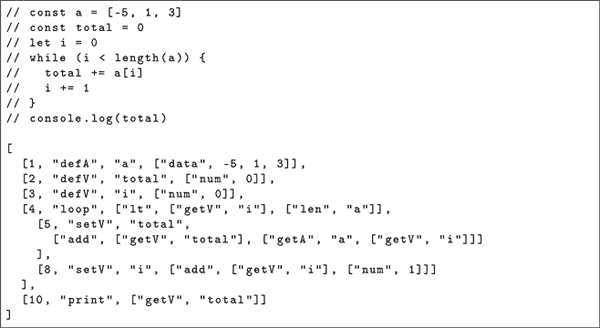 // const a = [-5, 1, 3]
// const total = 0
// let i = 0
// while (i < length(a)) {
//   total += a[i]
//   i += 1
// }
// console.log(total)

[
  [1, "defA", "a", ["data", -5, 1, 3]],
  [2, "defV", "total", ["num", 0]],
  [3, "defV", "i", ["num", 0]],
  [4, "loop", ["lt", ["getV", "i"], ["len", "a"]],
    [5, "setV", "total",
      ["add", ["getV", "total"], ["getA", "a", ["getV", "i"]]]
    ],
    [8, "setV", "i", ["add", ["getV", "i"], ["num", 1]]]
  ],
  [10, "print", ["getV", "total"]]
]